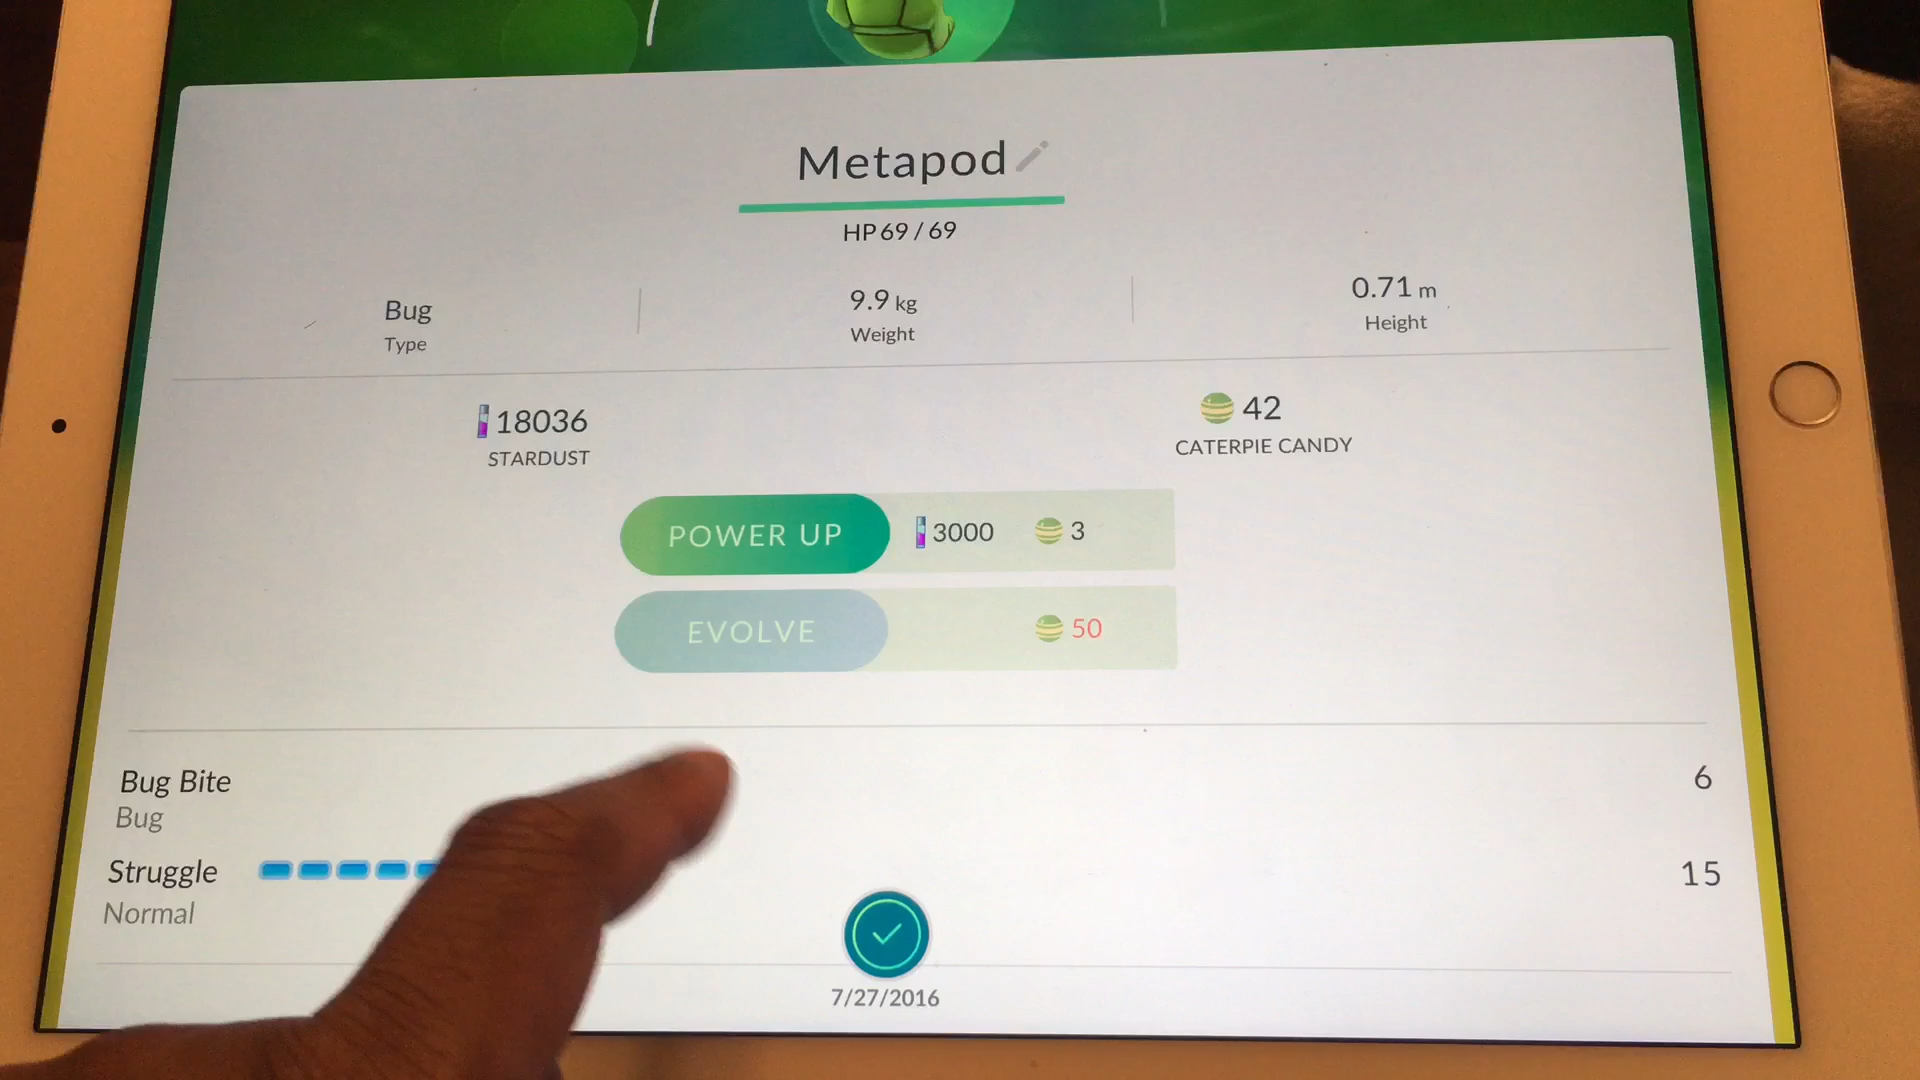 Metapod
HP 69 / 69
Bug
Type
9.9 kg
Weight
0.71 m
Height
18036
STARDUST
42
CATERPIE CANDY
POWER UP 3000 3
EVOLVE 50
Bug Bite 6
Bug
Struggle 15
Normal
7/27/2016